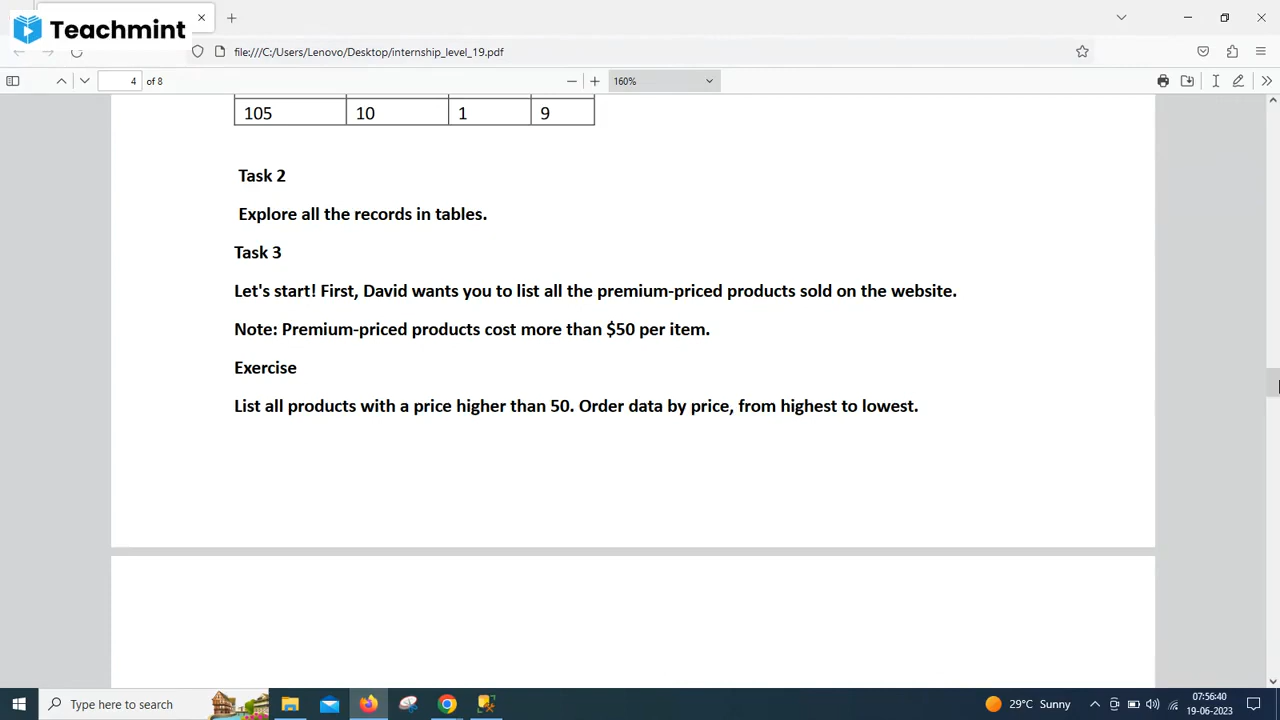 Teachmint
file:///C:/Users/Lenovo/Desktop/internship_level_19.pdf
4 of 8
160%
105 10 1 9
Task 2
Explore all the records in tables.
Task 3
Let's start! First, David wants you to list all the premium-priced products sold on the website.
Note: Premium-priced products cost more than $50 per item.
Exercise
List all products with a price higher than 50. Order data by price, from highest to lowest.
Type here to search
29°C Sunny
07:56:40
19-06-2023